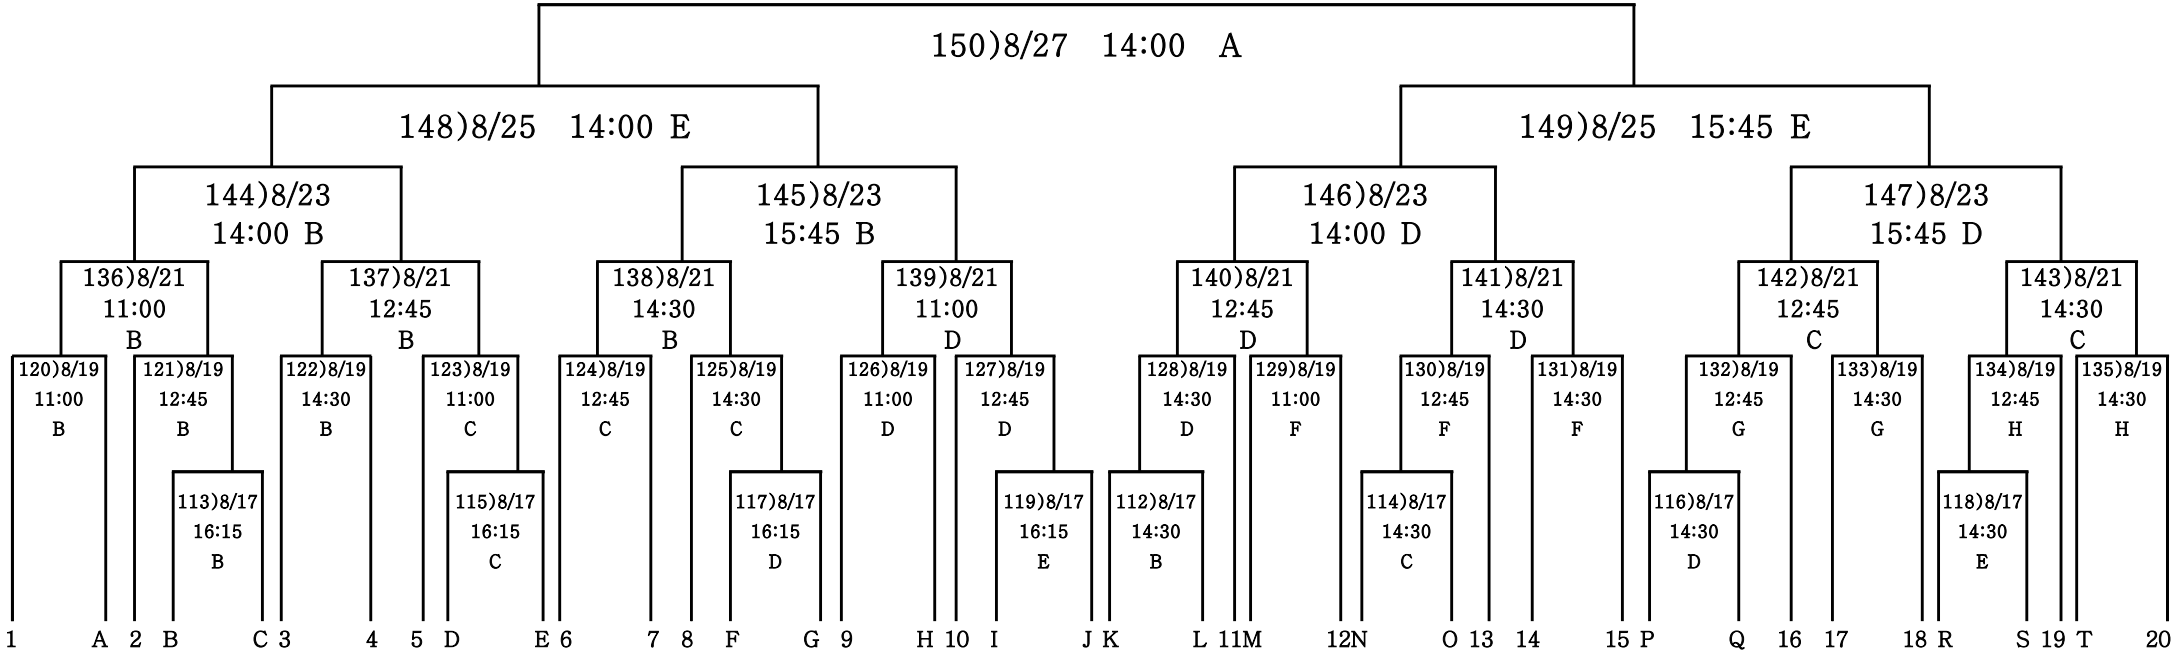 150)8/27 14:00 A
148)8/25 14:00 E
149)8/25 15:45 E
144)8/23
14:00 B
145)8/23
15:45 B
146)8/23
14:00 D
147)8/23
15:45 D
136)8/21
11:00
B
137)8/21
12:45
B
138)8/21
14:30
B
139)8/21
11:00
D
140)8/21
12:45
D
141)8/21
14:30
D
142)8/21
12:45
C
143)8/21
14:30
C
120)8/19
11:00
B
121)8/19
12:45
B
122)8/19
14:30
B
123)8/19
11:00
C
124)8/19
12:45
C
125)8/19
14:30
C
126)8/19
11:00
D
127)8/19
12:45
D
128)8/19
14:30
D
129)8/19
11:00
F
130)8/19
12:45
F
131)8/19
14:30
F
132)8/19
12:45
G
133)8/19
14:30
G
134)8/19
12:45
H
135)8/19
14:30
H
113)8/17
16:15
B
115)8/17
16:15
C
117)8/17
16:15
D
119)8/17
16:15
E
112)8/17
14:30
B
114)8/17
14:30
C
116)8/17
14:30
D
118)8/17
14:30
E
1 A 2 B C 3 4 5 D E 6 7 8 F G 9 H 10 I J K L 11 M 12 N O 13 14 15 P Q 16 17 18 R S 19 T 20